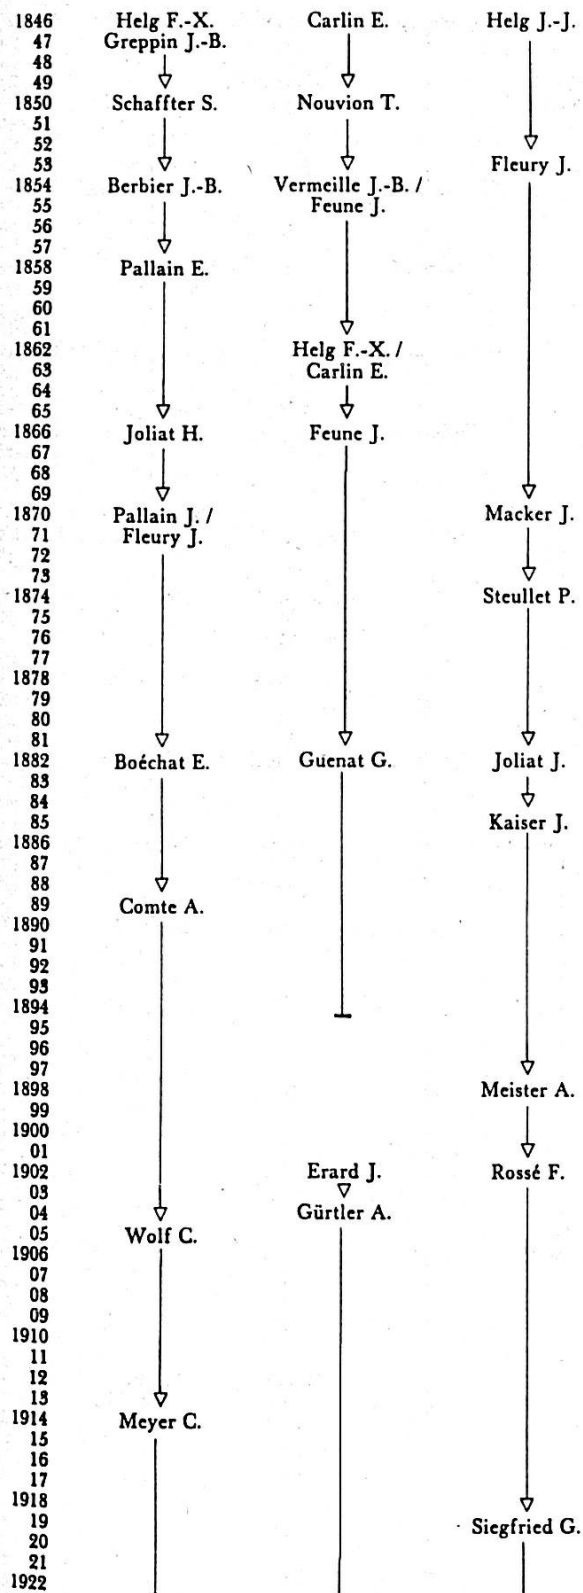 1846 Helg F.-X. Carlin E. Helg J.-J.
47 Greppin J.-B.
48
49
1850 Schaffter S. Nouvion T.
51
52
53 Fleury J.
1854 Berbier J.-B. Vermeille J.-B. /
55 Feune J.
56
57
1858 Pallain E.
59
60
61
1862 Helg F.-X. /
63 Carlin E.
64
65
1866 Joliat H. Feune J.
67
68
69
1870 Pallain J. / Macker J.
71 Fleury J.
72
73
1874 Steullet P.
75
76
77
1878
79
80
81
1882 Boéchat E. Guenat G. Joliat J.
83
84
85 Kaiser J.
1886
87
88
89 Comte A.
1890
91
92
93
1894
95
96
97
1898 Meister A.
99
1900
01
1902 Erard J. Rossé F.
03
04 Gürtler A.
05 Wolf C.
1906
07
08
09
1910
11
12
13
1914 Meyer C.
15
16
17
1918
19 Siegfried G.
20
21
1922